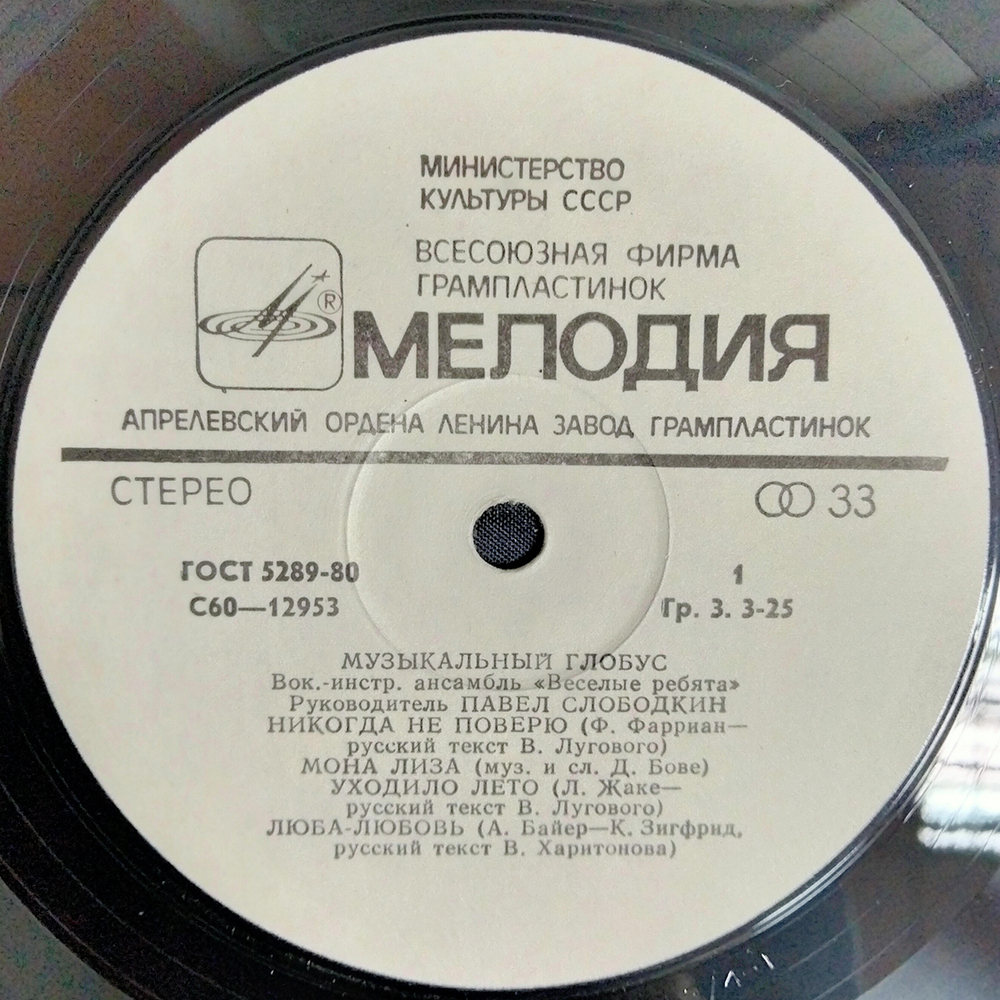 МИНИСТЕРСТВО
КУЛЬТУРЫ СССР
ВСЕСОЮЗНАЯ ФИРМА
ГРАМПЛАСТИНОК
®
МЕЛОДИЯ
АПРЕЛЕВСКИЙ ОРДЕНА ЛЕНИНА ЗАВОД ГРАМПЛАСТИНОК
СТЕРЕО
33
ГОСТ 5289-80
1
С60—12953
Гр. 3. 3-25
МУЗЫКАЛЬНЫЙ ГЛОБУС
Вок.-инстр. ансамбль «Веселые ребята»
Руководитель ПАВЕЛ СЛОБОДКИН
НИКОГДА НЕ ПОВЕРЮ (Ф. Фарриан—
русский текст В. Лугового)
МОНА ЛИЗА (муз. и сл. Д. Бове)
УХОДИЛО ЛЕТО (Л. Жаке—
русский текст В. Лугового)
ЛЮБА-ЛЮБОВЬ (А. Байер—К. Зигфрид,
русский текст В. Харитонова)